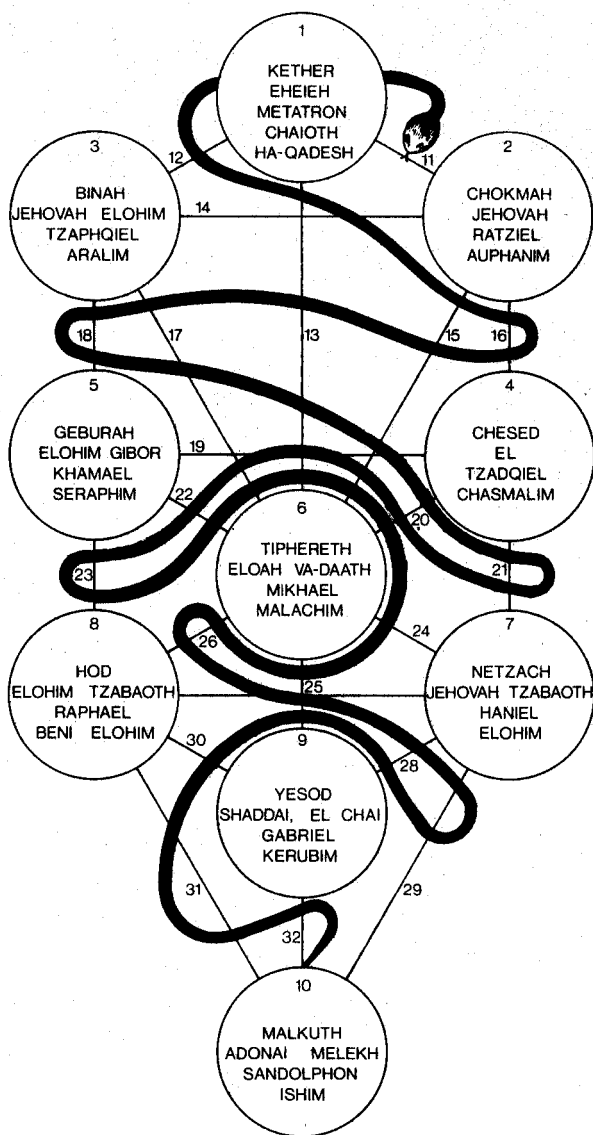 1
KETHER
EHEIEH
METATRON
CHAIOTH
HA-QADESH
3
12
11
2
BINAH
JEHOVAH ELOHIM
TZAPHQIEL
ARALIM
14
CHOKMAH
JEHOVAH
RATZIEL
AUPHANIM
18
17
13
15
16
5
4
GEBURAH
ELOHIM GIBOR
KHAMAEL
SERAPHIM
19
CHESED
EL
TZADQIEL
CHASMALIM
22
6
20
TIPHERETH
ELOAH VA-DAATH
MIKHAEL
MALACHIM
23
21
8
26
24
7
HOD
ELOHIM TZABAOTH
RAPHAEL
BENI ELOHIM
25
NETZACH
JEHOVAH TZABAOTH
HANIEL
ELOHIM
30
9
28
YESOD
SHADDAI, EL CHAI
GABRIEL
KERUBIM
31
29
32
10
MALKUTH
ADONAI MELEKH
SANDOLPHON
ISHIM